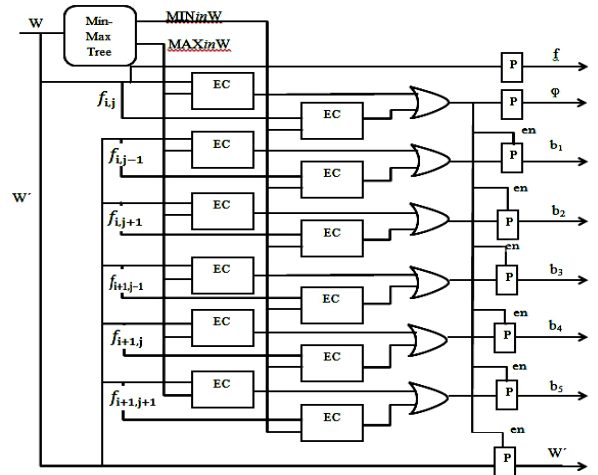 W
Min-
Max
Tree
MINinW
MAXinW
P
f
EC
fi,j
EC
P
φ
en
EC
fi,j−1
EC
P
b1
en
EC
fi,j+1
EC
P
b2
W´
en
EC
fi+1,j−1
EC
P
b3
en
EC
fi+1,j
EC
P
b4
en
EC
fi+1,j+1
EC
P
b5
en
P
W´